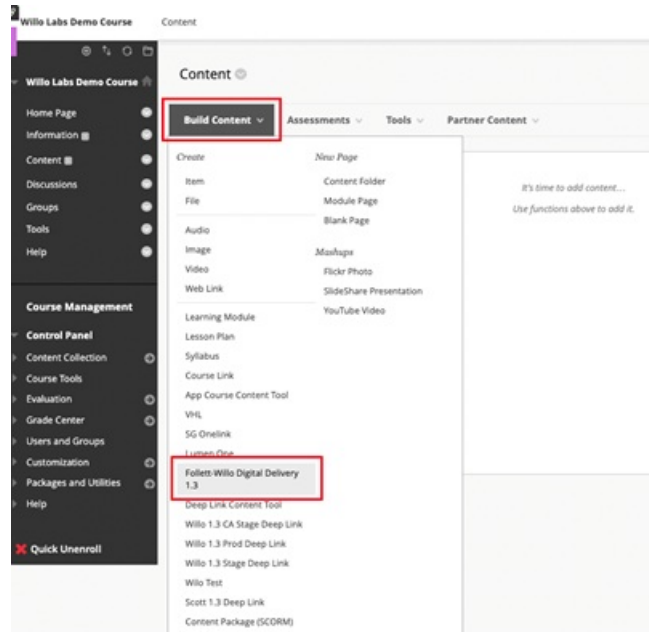 Willo Labs Demo Course
Content
Willo Labs Demo Course
Home Page
Information
Content
Discussions
Groups
Tools
Help
Course Management
Control Panel
Content Collection
Course Tools
Evaluation
Grade Center
Users and Groups
Customization
Packages and Utilities
Help
Quick Unenroll
Content
Build Content
Assessments
Tools
Partner Content
Create
Item
File
Audio
Image
Video
Web Link
Learning Module
Lesson Plan
Syllabus
Course Link
App Course Content Tool
VHL
SG Onelink
Lumen One
Follett-Willo Digital Delivery
1.3
Deep Link Content Tool
Willo 1.3 CA Stage Deep Link
Willo 1.3 Prod Deep Link
Willo 1.3 Stage Deep Link
Wilo Test
Scott 1.3 Deep Link
Content Package (SCORM)
New Page
Content Folder
Module Page
Blank Page
Mashups
Flickr Photo
SlideShare Presentation
YouTube Video
It's time to add content...
Use functions above to add it.